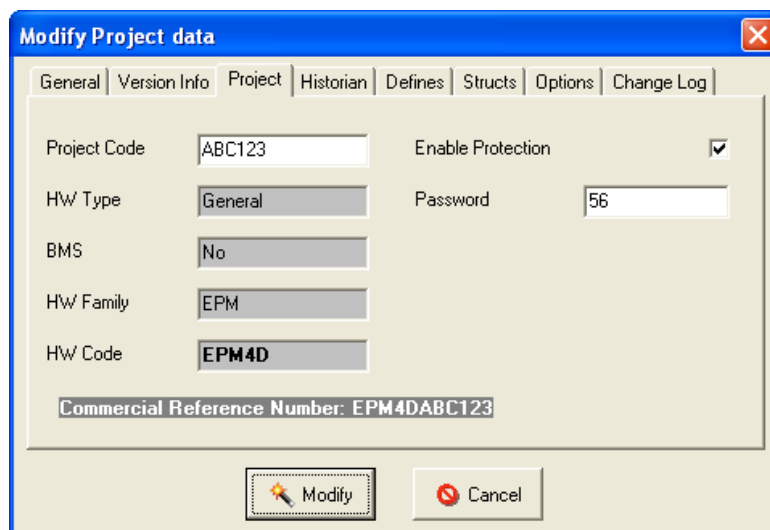 Modify Project data
General Version Info Project Historian Defines Structs Options Change Log
Project Code ABC123 Enable Protection
HW Type General Password 56
BMS No
HW Family EPM
HW Code EPM4D
Commercial Reference Number: EPM4DABC123
Modify Cancel